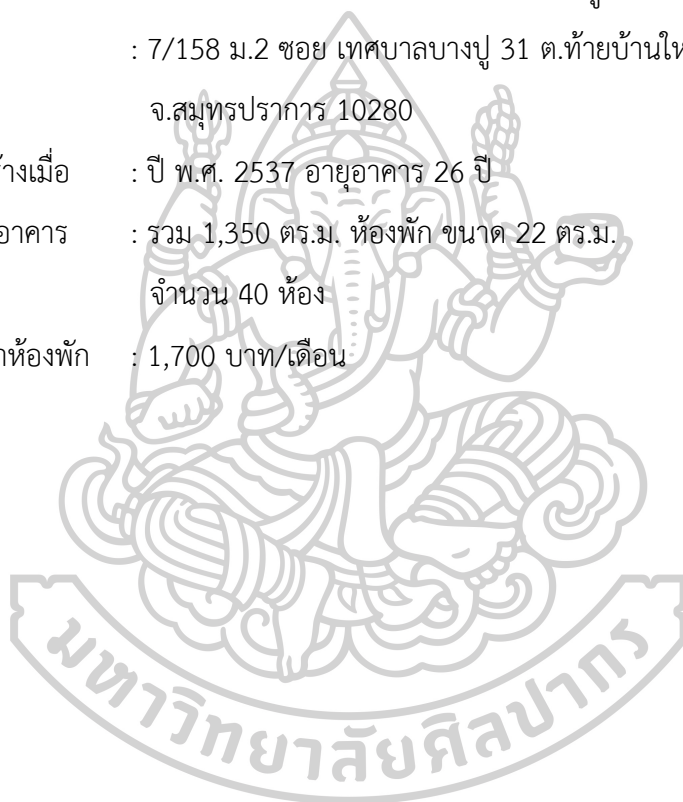 : 7/158 ม.2 ซอย เทศบาลบางปู 31 ต.ท้ายบ้านให
จ.สมุทรปราการ 10280
: ปี พ.ศ. 2537 อายุอาคาร 26 ปี
อาคาร : รวม 1,350 ตร.ม. ห้องพัก ขนาด 22 ตร.ม.
จำนวน 40 ห้อง
ห้องพัก : 1,700 บาท/เดือน
มหาวิทยาลัยศิลปากร